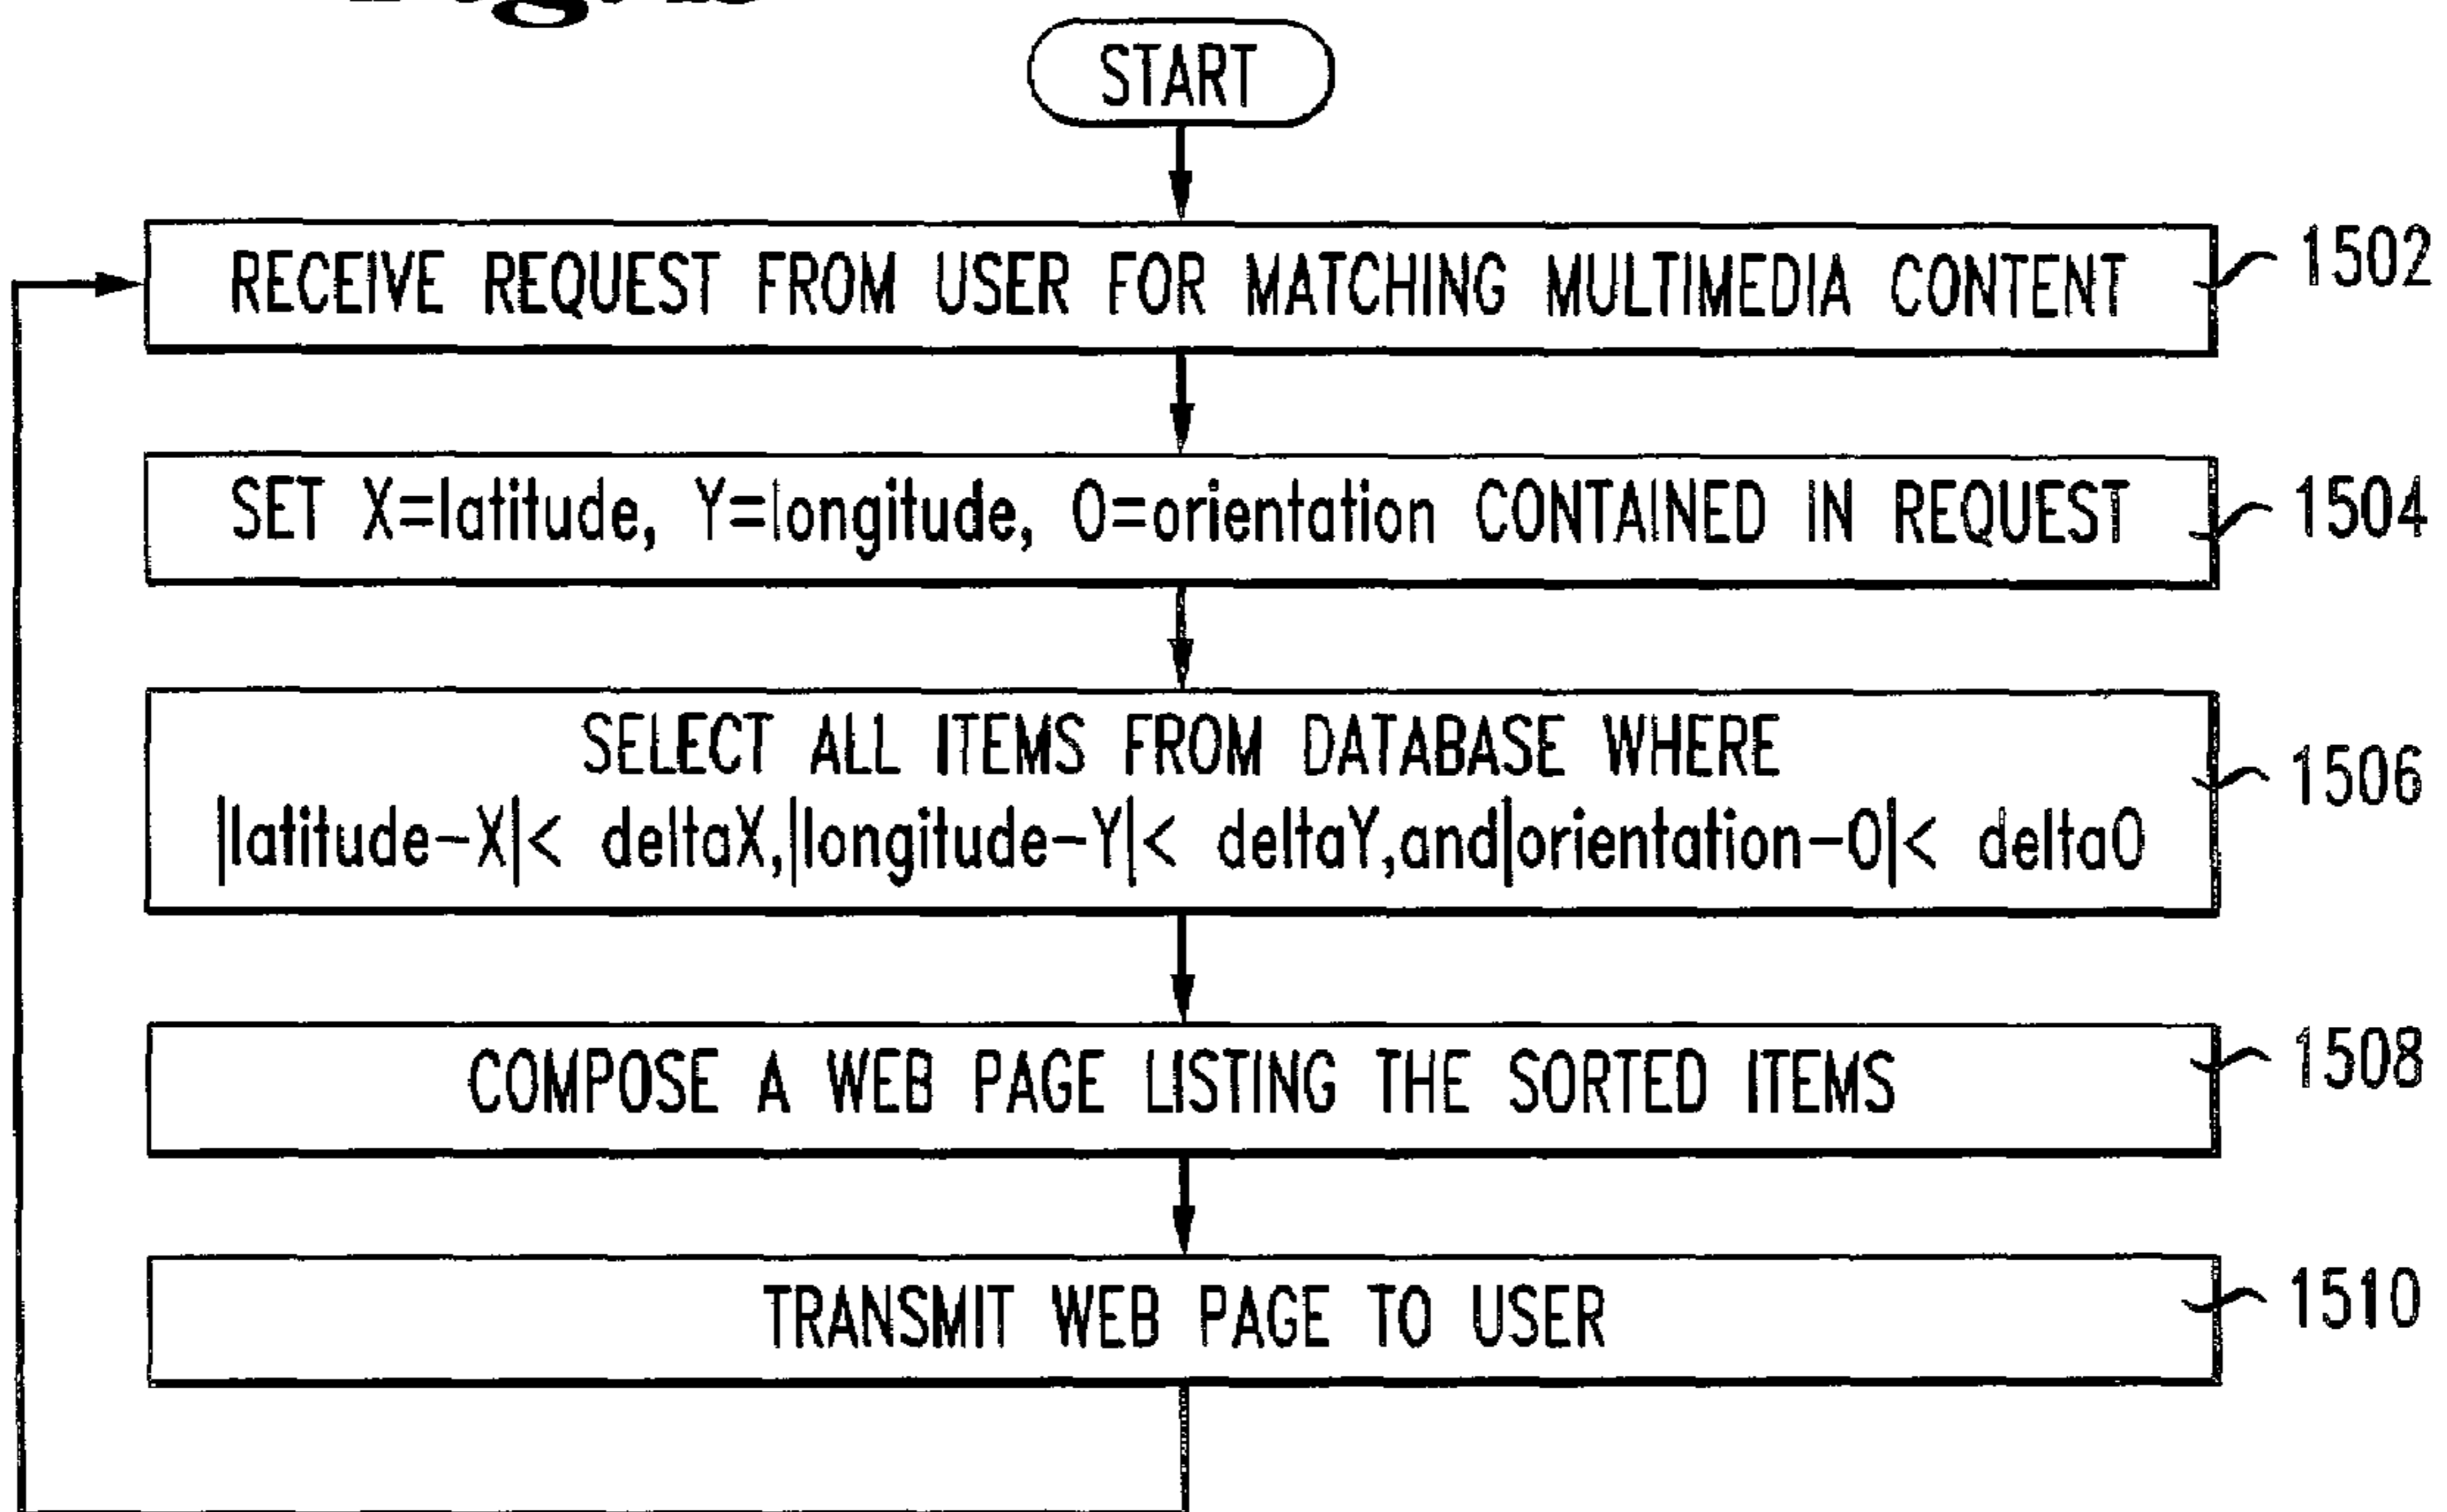 START
RECEIVE REQUEST FROM USER FOR MATCHING MULTIMEDIA CONTENT
1502
SET X=latitude, Y=longitude, O=orientation CONTAINED IN REQUEST
1504
SELECT ALL ITEMS FROM DATABASE WHERE
|latitude-X|< deltaX,|longitude-Y|< deltaY,and|orientation-O|< deltaO
1506
COMPOSE A WEB PAGE LISTING THE SORTED ITEMS
1508
TRANSMIT WEB PAGE TO USER
1510